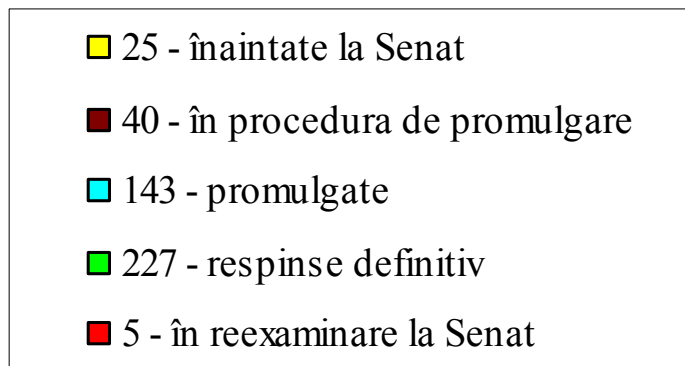 25 - înaintate la Senat
40 - în procedura de promulgare
143 - promulgate
227 - respinse definitiv
5 - în reexaminare la Senat